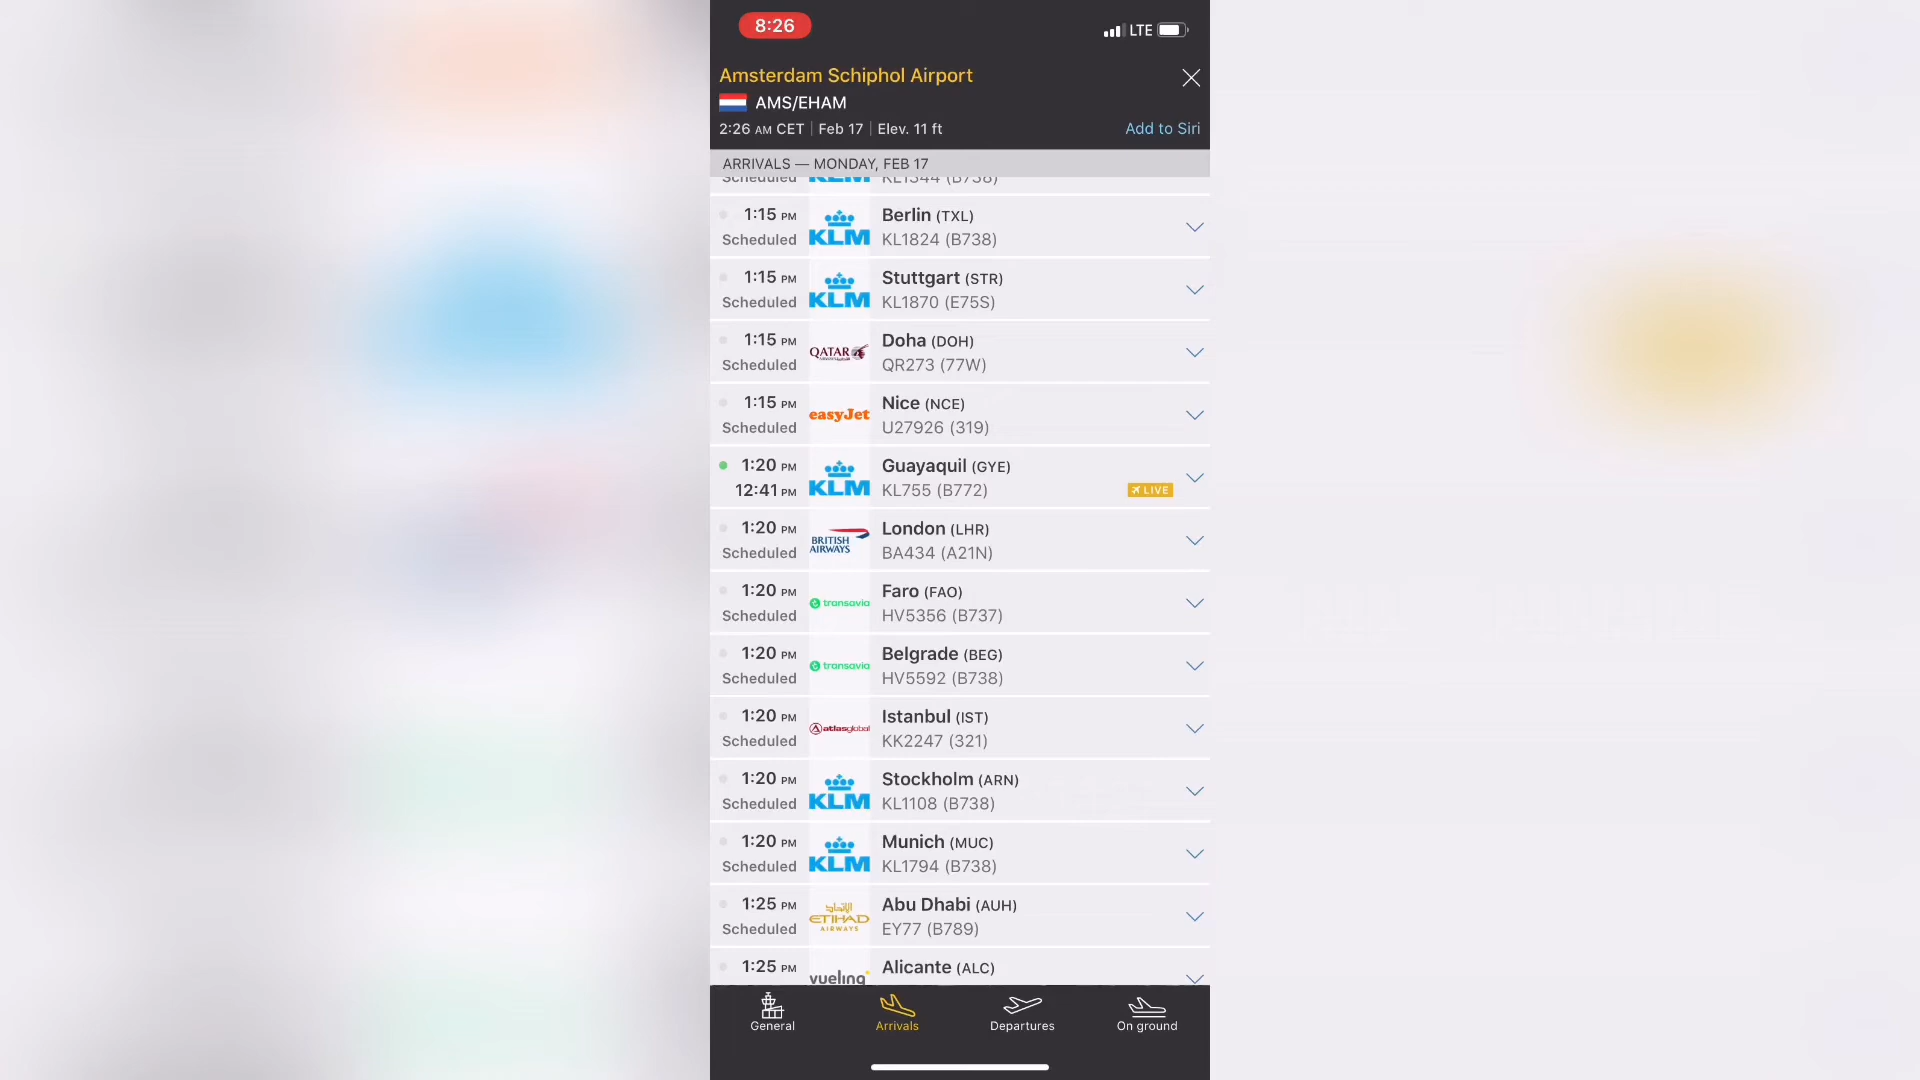 8:26
LTE
Amsterdam Schiphol Airport
AMS/EHAM
2:26 AM CET | Feb 17 | Elev. 11 ft
Add to Siri
ARRIVALS — MONDAY, FEB 17
Scheduled KLM KL1344 (B738)
1:15 PM KLM Berlin (TXL)
Scheduled KL1824 (B738)
1:15 PM KLM Stuttgart (STR)
Scheduled KL1870 (E75S)
1:15 PM QATAR Doha (DOH)
Scheduled QR273 (77W)
1:15 PM easyJet Nice (NCE)
Scheduled U27926 (319)
1:20 PM KLM Guayaquil (GYE)
12:41 PM KL755 (B772) LIVE
1:20 PM BRITISH AIRWAYS London (LHR)
Scheduled BA434 (A21N)
1:20 PM transavia Faro (FAO)
Scheduled HV5356 (B737)
1:20 PM transavia Belgrade (BEG)
Scheduled HV5592 (B738)
1:20 PM atlasglobal Istanbul (IST)
Scheduled KK2247 (321)
1:20 PM KLM Stockholm (ARN)
Scheduled KL1108 (B738)
1:20 PM KLM Munich (MUC)
Scheduled KL1794 (B738)
1:25 PM الإتحاد ETIHAD AIRWAYS Abu Dhabi (AUH)
Scheduled EY77 (B789)
1:25 PM vueling Alicante (ALC)
General
Arrivals
Departures
On ground